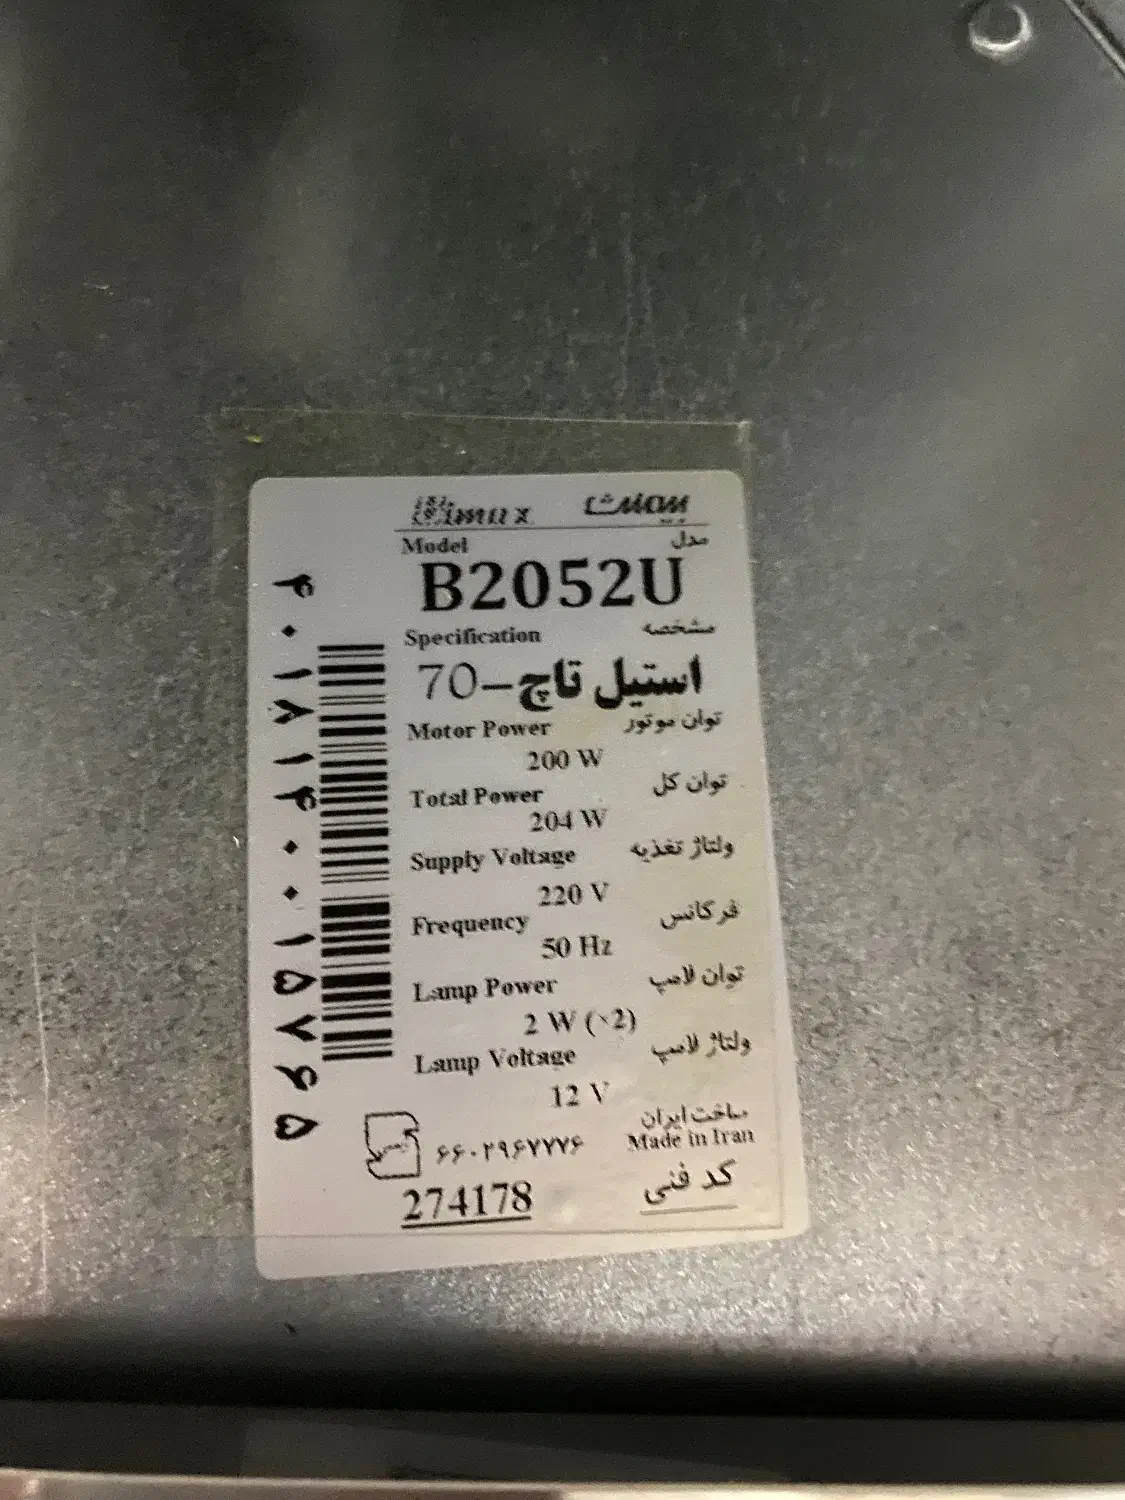 Bimax بیمکث
Model مدل
B2052U
Specification مشخصه
استیل تاچ-70
Motor Power توان موتور
200 W
Total Power توان کل
204 W
Supply Voltage ولتاژ تغذیه
220 V
Frequency فرکانس
50 Hz
Lamp Power توان لامپ
2 W (×2)
Lamp Voltage ولتاژ لامپ
12 V
ساخت ایران
Made in Iran
۶۶۰۲۹۶۷۷۷۶
کد فنی
274178